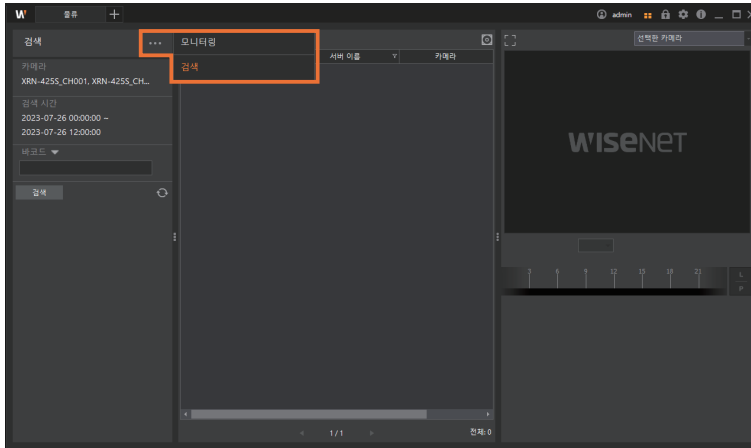 W 물류 + admin
검색 ... 모니터링
검색
서버 이름 카메라
선택한 카메라
카메라
XRN-425S_CH001, XRN-425S_CH...
검색 시간
2023-07-26 00:00:00 ~
2023-07-26 12:00:00
바코드
검색
WISENET
3 6 9 12 15 18 21
L
P
1 / 1
전체: 0